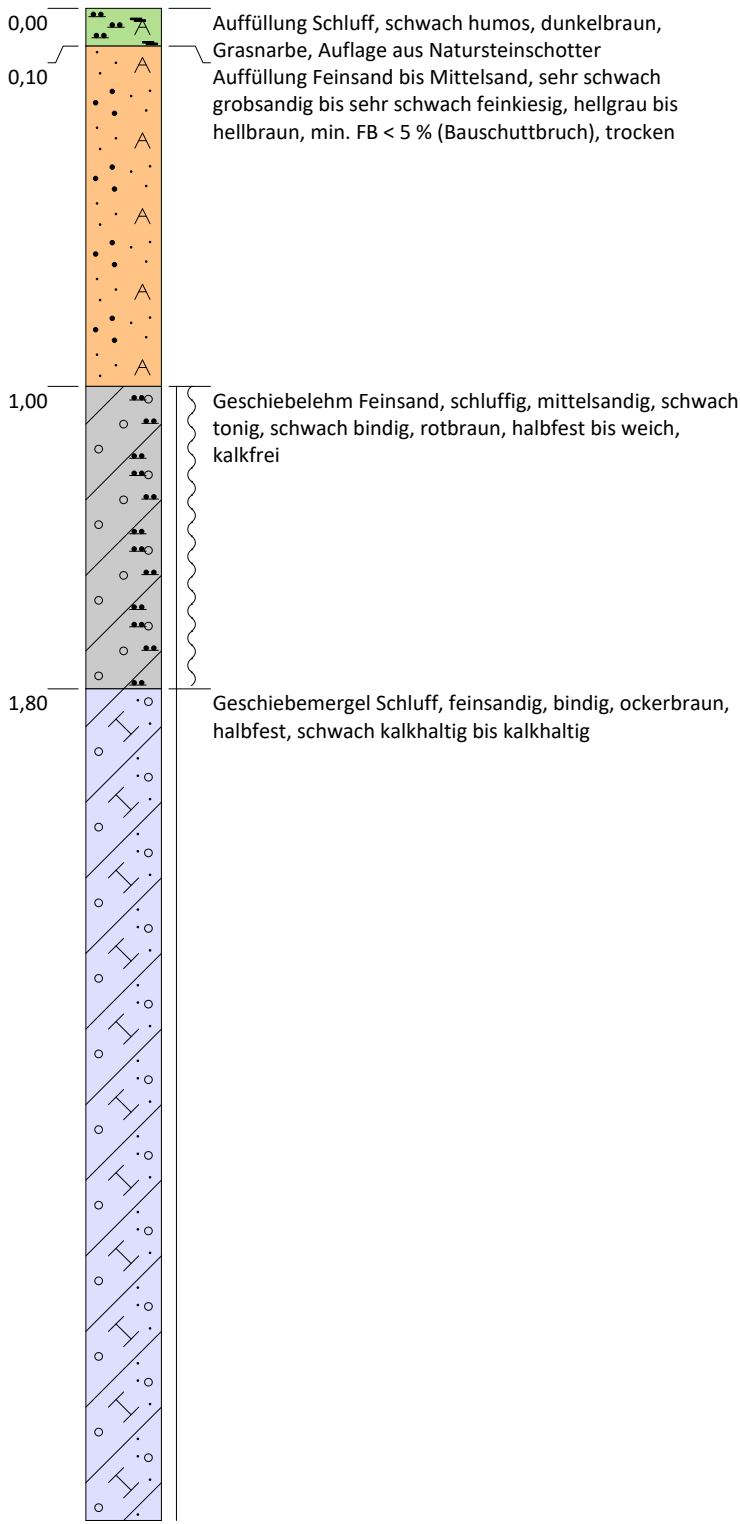 0,00
Auffüllung Schluff, schwach humos, dunkelbraun,
Grasnarbe, Auflage aus Natursteinschotter
0,10
Auffüllung Feinsand bis Mittelsand, sehr schwach
grobsandig bis sehr schwach feinkiesig, hellgrau bis
hellbraun, min. FB < 5 % (Bauschuttbruch), trocken
A
A
A
A
A
A
1,00
Geschiebelehm Feinsand, schluffig, mittelsandig, schwach
tonig, schwach bindig, rotbraun, halbfest bis weich,
kalkfrei
1,80
Geschiebemergel Schluff, feinsandig, bindig, ockerbraun,
halbfest, schwach kalkhaltig bis kalkhaltig